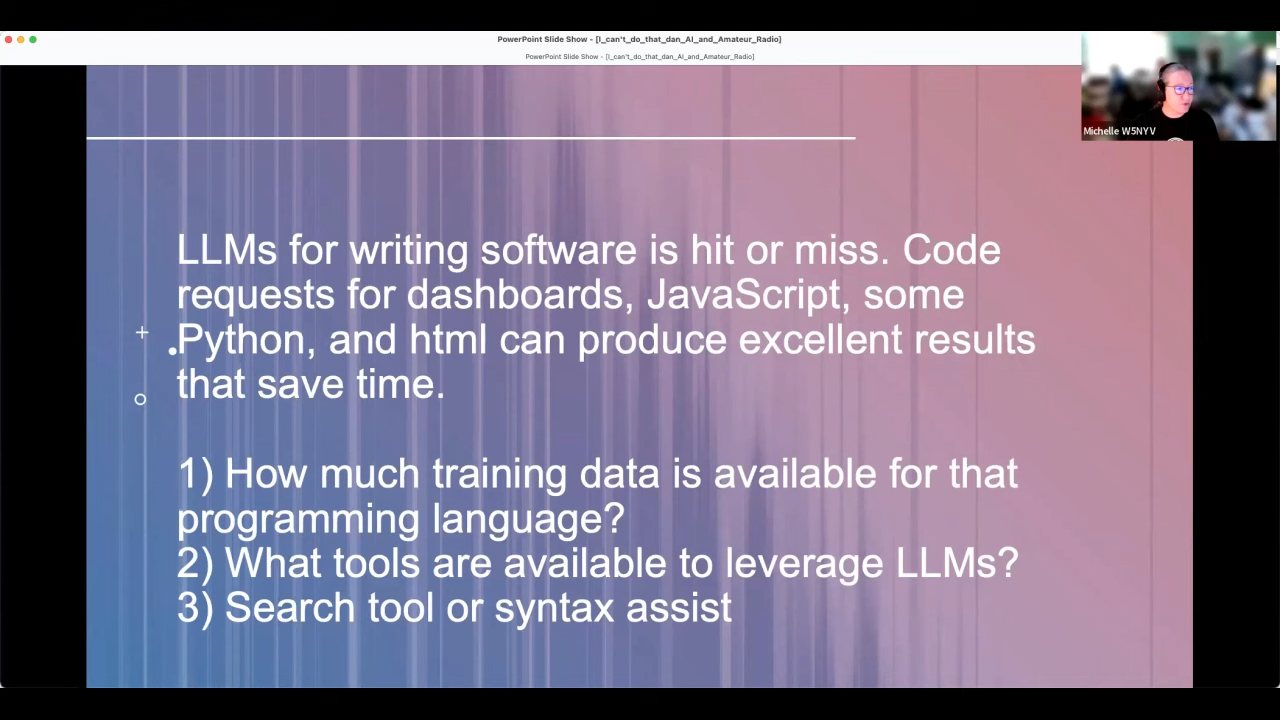 PowerPoint Slide Show - [I_can't_do_that_dan_AI_and_Amateur_Radio]
PowerPoint Slide Show - [I_can't_do_that_dan_AI_and_Amateur_Radio]
Michelle W5NYV
LLMs for writing software is hit or miss. Code
requests for dashboards, JavaScript, some
Python, and html can produce excellent results
that save time.
1) How much training data is available for that
programming language?
2) What tools are available to leverage LLMs?
3) Search tool or syntax assist